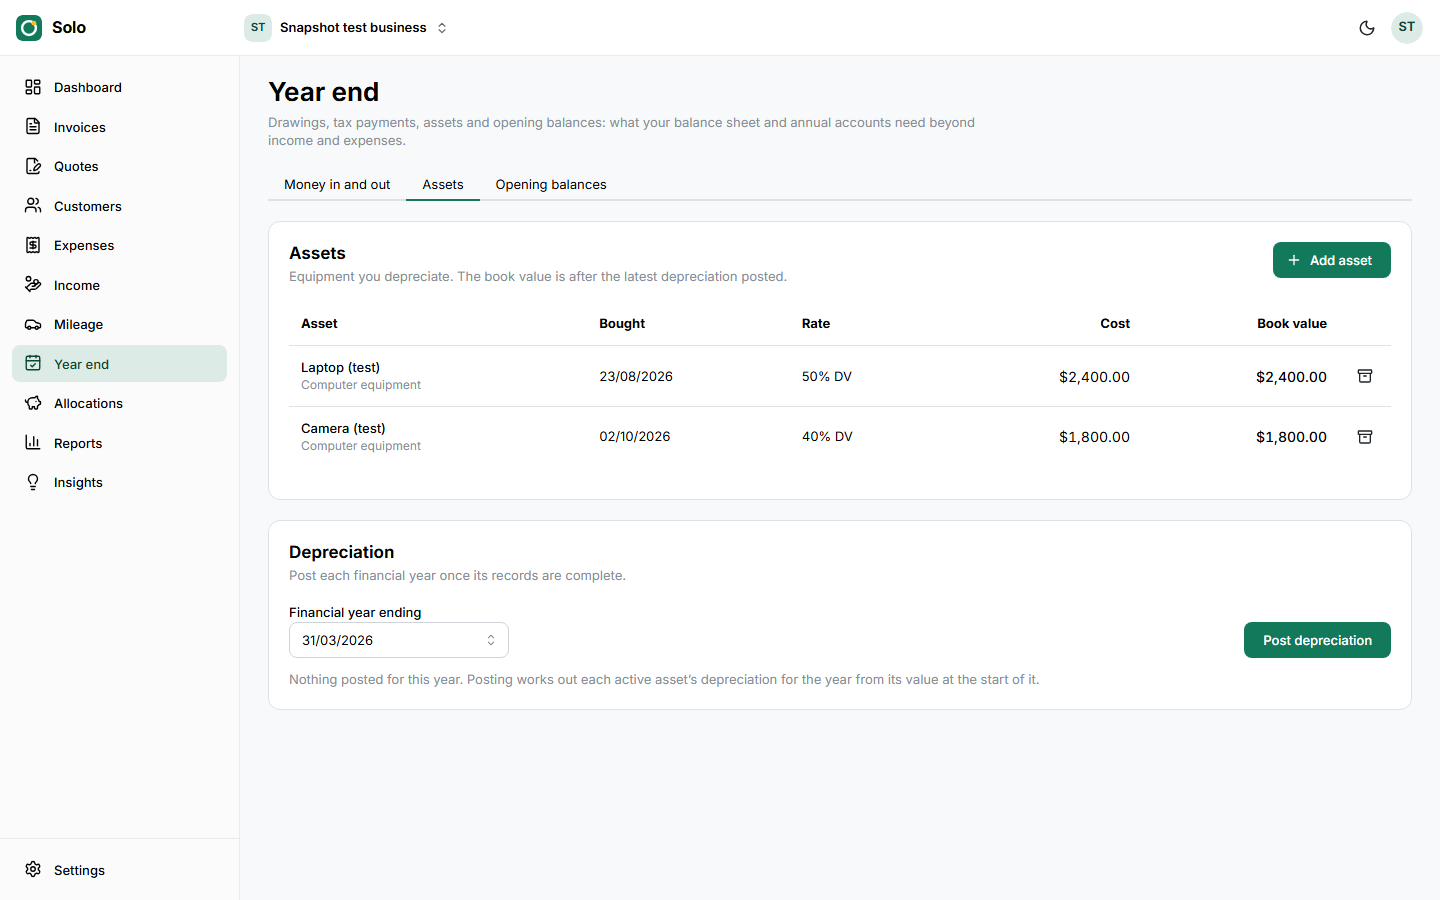 Solo
ST Snapshot test business
ST
Dashboard
Invoices
Quotes
Customers
Expenses
Income
Mileage
Year end
Allocations
Reports
Insights
Settings
Year end
Drawings, tax payments, assets and opening balances: what your balance sheet and annual accounts need beyond
income and expenses.
Money in and out Assets Opening balances
Assets
Equipment you depreciate. The book value is after the latest depreciation posted.
Add asset
Asset Bought Rate Cost Book value
Laptop (test)
Computer equipment
23/08/2026 50% DV $2,400.00 $2,400.00
Camera (test)
Computer equipment
02/10/2026 40% DV $1,800.00 $1,800.00
Depreciation
Post each financial year once its records are complete.
Financial year ending
31/03/2026
Post depreciation
Nothing posted for this year. Posting works out each active asset’s depreciation for the year from its value at the start of it.